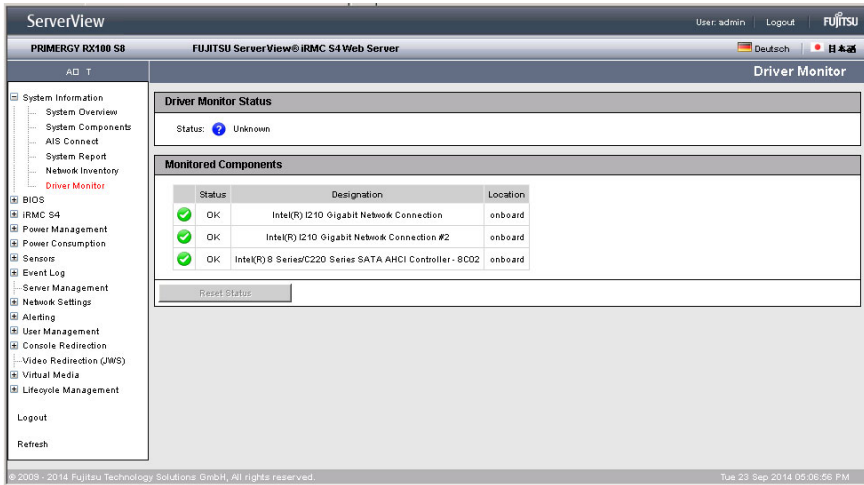 ServerView
User: admin Logout FUJITSU
PRIMERGY RX100 S8 FUJITSU ServerView® iRMC S4 Web Server Deutsch 日本語
Driver Monitor
System Information
System Overview
System Components
AIS Connect
System Report
Network Inventory
Driver Monitor
BIOS
iRMC S4
Power Management
Power Consumption
Sensors
Event Log
Server Management
Network Settings
Alerting
User Management
Console Redirection
Video Redirection (JWS)
Virtual Media
Lifecycle Management
Logout
Refresh
Driver Monitor Status
Status: ? Unknown
Monitored Components
Status Designation Location
OK Intel(R) I210 Gigabit Network Connection onboard
OK Intel(R) I210 Gigabit Network Connection #2 onboard
OK Intel(R) 8 Series/C220 Series SATA AHCI Controller - 8C02 onboard
Reset Status
© 2009 - 2014 Fujitsu Technology Solutions GmbH, All rights reserved. Tue 23 Sep 2014 05:06:56 PM